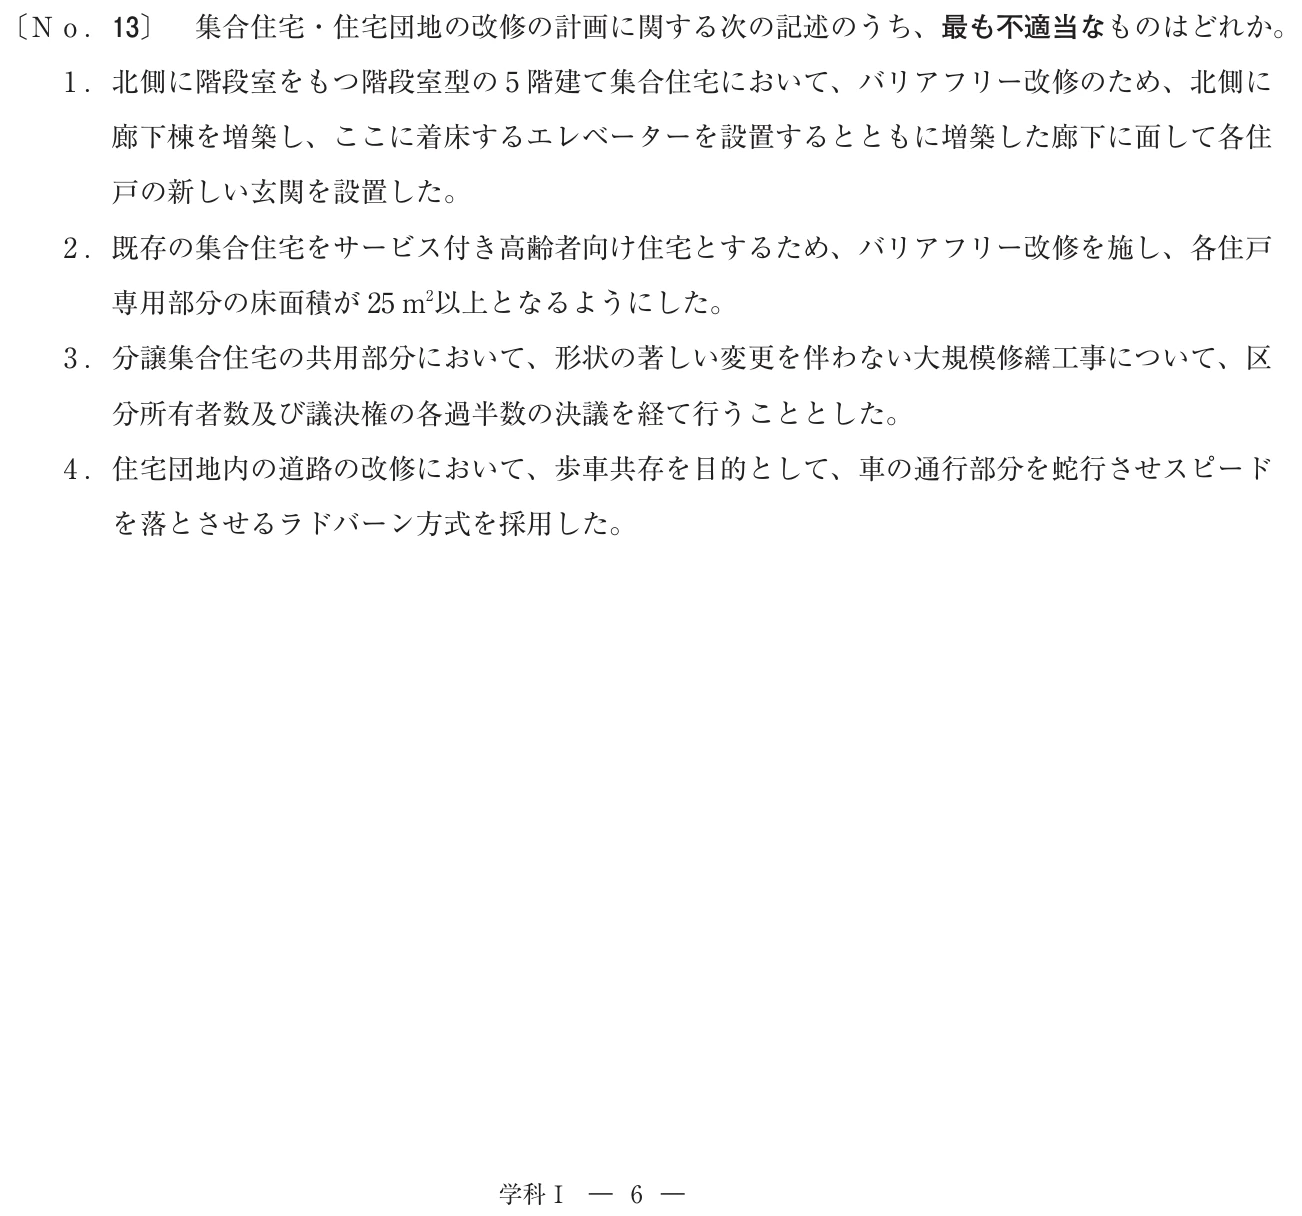 〔Ｎｏ．13〕　集合住宅・住宅団地の改修の計画に関する次の記述のうち、最も不適当なものはどれか。
1．北側に階段室をもつ階段室型の5階建て集合住宅において、バリアフリー改修のため、北側に
廊下棟を増築し、ここに着床するエレベーターを設置するとともに増築した廊下に面して各住
戸の新しい玄関を設置した。
2．既存の集合住宅をサービス付き高齢者向け住宅とするため、バリアフリー改修を施し、各住戸
専用部分の床面積が 25 m²以上となるようにした。
3．分譲集合住宅の共用部分において、形状の著しい変更を伴わない大規模修繕工事について、区
分所有者数及び議決権の各過半数の決議を経て行うこととした。
4．住宅団地内の道路の改修において、歩車共存を目的として、車の通行部分を蛇行させスピード
を落とさせるラドバーン方式を採用した。
学科Ⅰ ― 6 ―